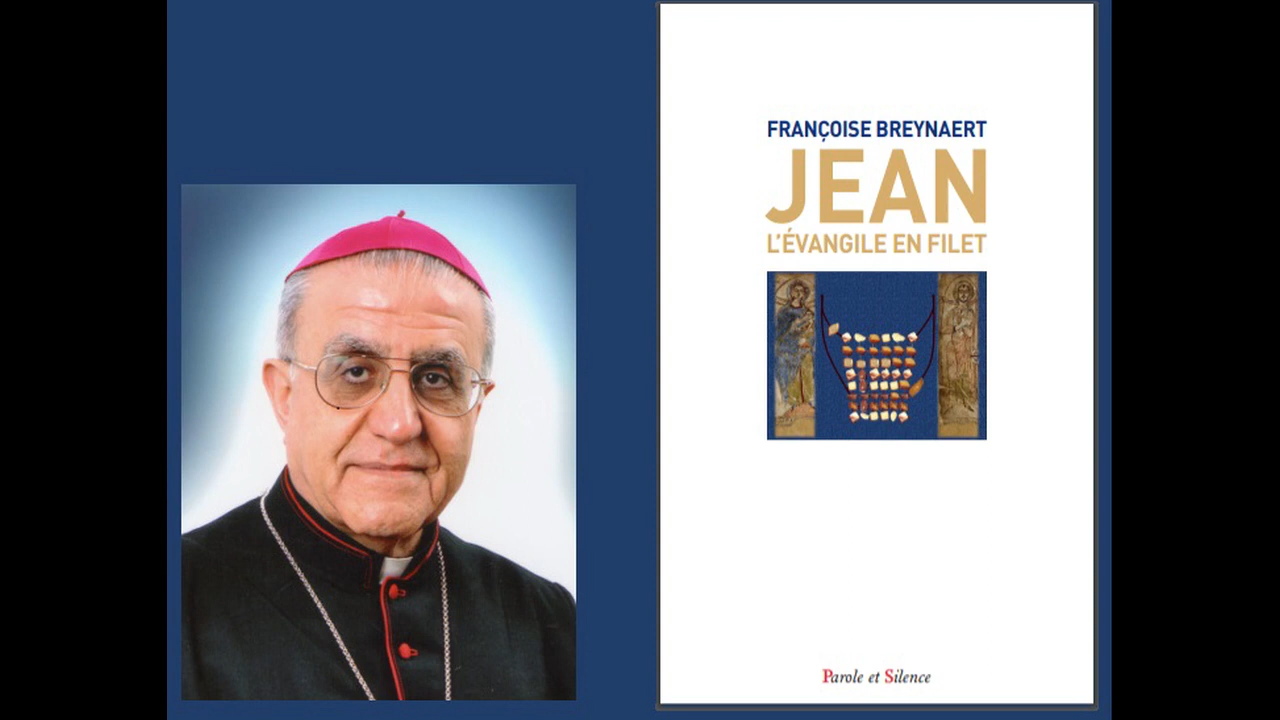 FRANÇOISE BREYNAERT
JEAN
L'ÉVANGILE EN FILET
Parole et Silence